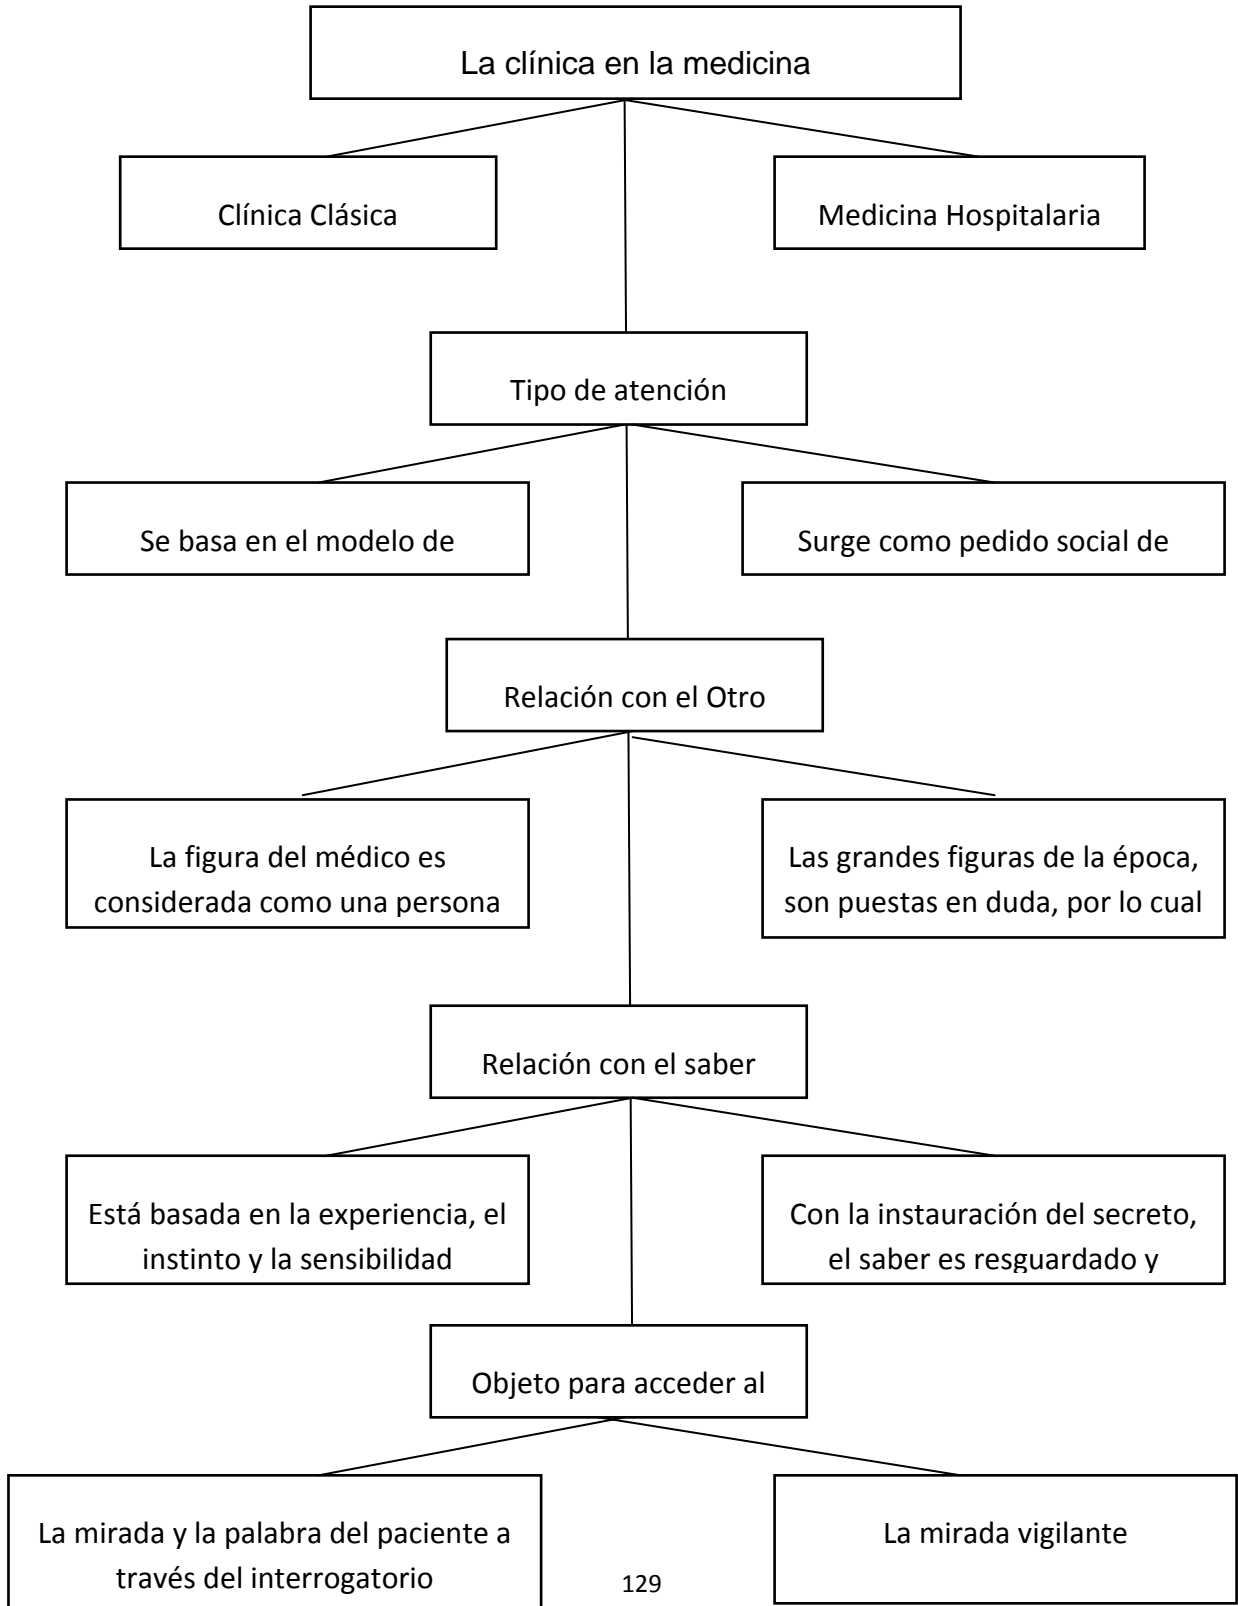 La clínica en la medicina
Clínica Clásica
Medicina Hospitalaria
Tipo de atención
Se basa en el modelo de
Surge como pedido social de
Relación con el Otro
La figura del médico es
considerada como una persona
Las grandes figuras de la época,
son puestas en duda, por lo cual
Relación con el saber
Está basada en la experiencia, el
instinto y la sensibilidad
Con la instauración del secreto,
el saber es resguardado y
Objeto para acceder al
La mirada y la palabra del paciente a
través del interrogatorio
La mirada vigilante
129